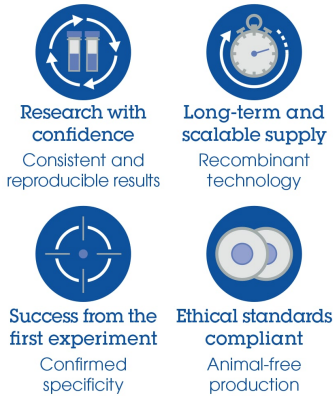 Research with
confidence
Consistent and
reproducible results
Long-term and
scalable supply
Recombinant
technology
Success from the
first experiment
Confirmed
specificity
Ethical standards
compliant
Animal-free
production